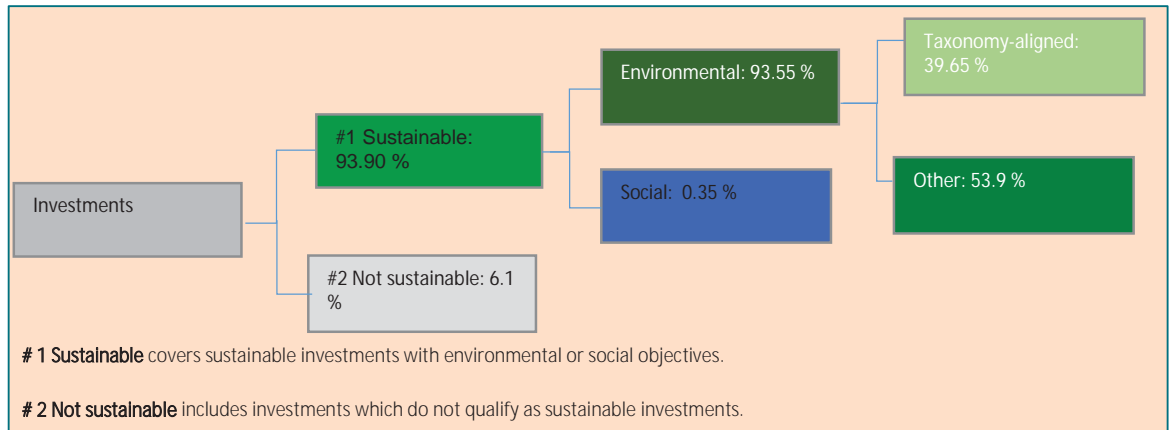 Investments
#1 Sustainable:
93.90 %
#2 Not sustainable: 6.1
%
Environmental: 93.55 %
Social: 0.35 %
Taxonomy-aligned:
39.65 %
Other: 53.9 %
# 1 Sustainable covers sustainable investments with environmental or social objectives.
# 2 Not sustainable includes investments which do not qualify as sustainable investments.